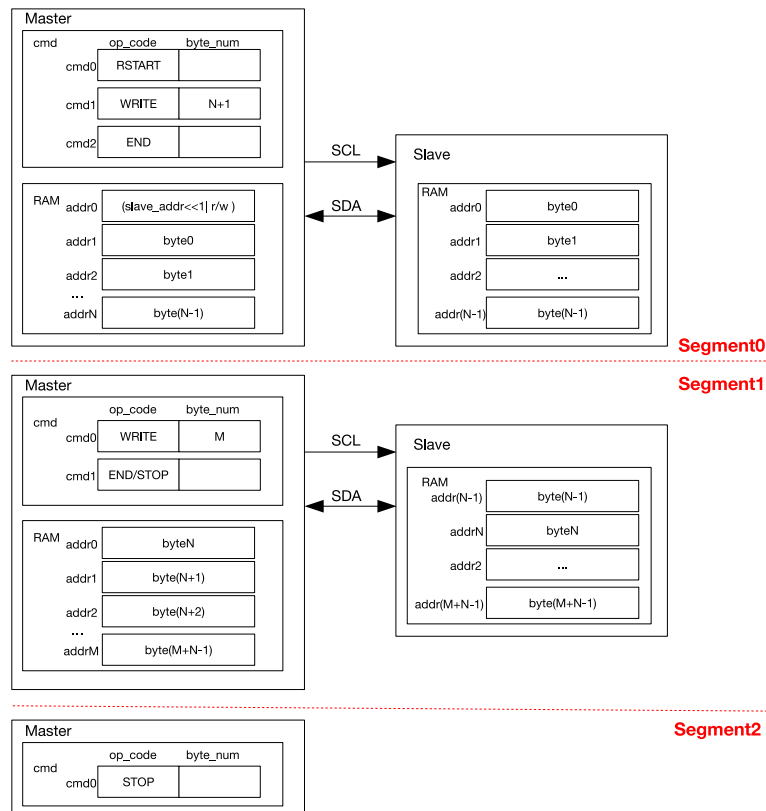 Master
cmd
op_code byte_num
cmd0 RSTART
cmd1 WRITE N+1
cmd2 END
RAM
addr0 (slave_addr<<1| r/w )
addr1 byte0
addr2 byte1
...
addrN byte(N-1)
SCL
SDA
Slave
RAM
addr0 byte0
addr1 byte1
addr2 ...
addr(N-1) byte(N-1)
Segment0
Segment1
Master
cmd
op_code byte_num
cmd0 WRITE M
cmd1 END/STOP
RAM
addr0 byteN
addr1 byte(N+1)
addr2 byte(N+2)
...
addrM byte(M+N-1)
SCL
SDA
Slave
RAM
addr(N-1) byte(N-1)
addrN byteN
addr2 ...
addr(M+N-1) byte(M+N-1)
Segment2
Master
cmd
op_code byte_num
cmd0 STOP